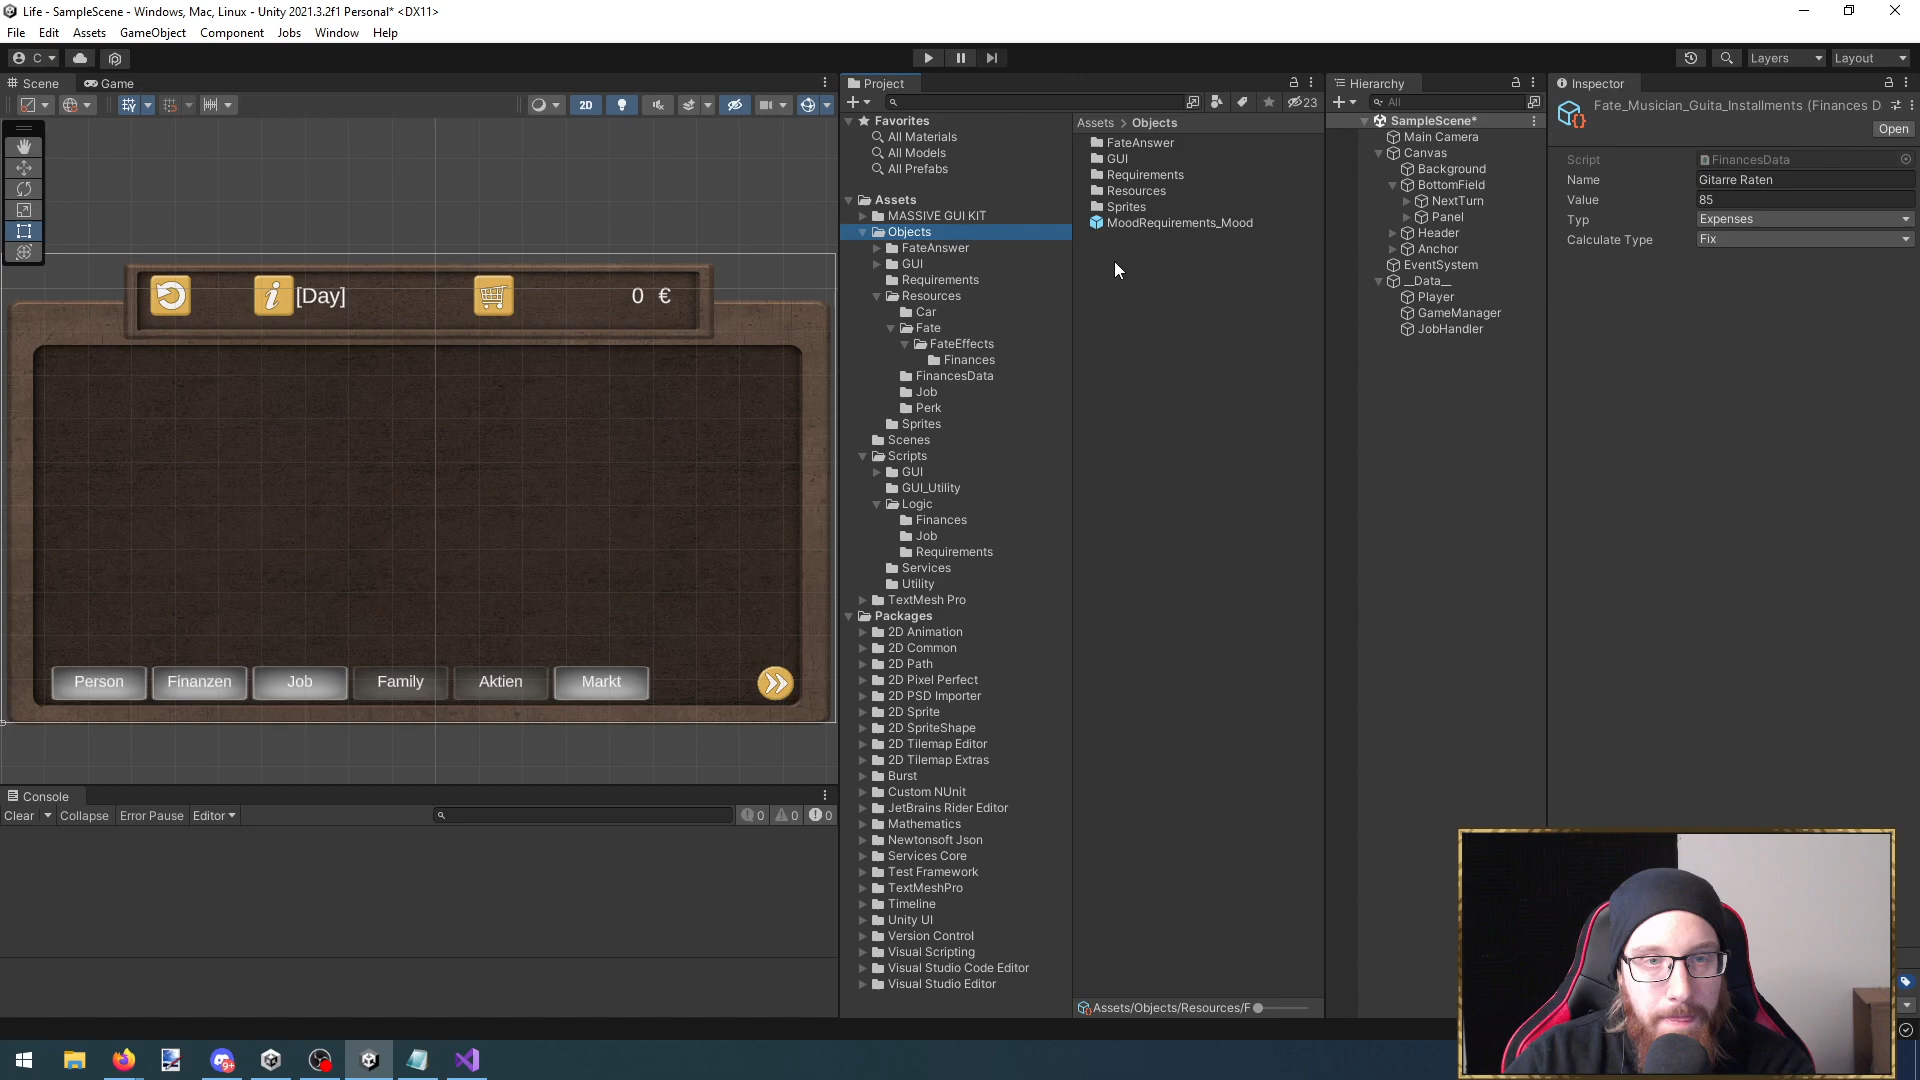 Life - SampleScene - Windows, Mac, Linux - Unity 2021.3.2f1 Personal* <DX11>
File Edit Assets GameObject Component Jobs Window Help
C Layers Layout
Scene Game
2D
[Day] 0 €
Person Finanzen Job Family Aktien Markt
Console
Clear Collapse Error Pause Editor 0 0 0
Project
23
Favorites
All Materials
All Models
All Prefabs
Assets
MASSIVE GUI KIT
Objects
FateAnswer
GUI
Requirements
Resources
Car
Fate
FateEffects
Finances
FinancesData
Job
Perk
Sprites
Scenes
Scripts
GUI
GUI_Utility
Logic
Finances
Job
Requirements
Services
Utility
TextMesh Pro
Packages
2D Animation
2D Common
2D Path
2D Pixel Perfect
2D PSD Importer
2D Sprite
2D SpriteShape
2D Tilemap Editor
2D Tilemap Extras
Burst
Custom NUnit
JetBrains Rider Editor
Mathematics
Newtonsoft Json
Services Core
Test Framework
TextMeshPro
Timeline
Unity UI
Version Control
Visual Scripting
Visual Studio Code Editor
Visual Studio Editor
Assets > Objects
FateAnswer
GUI
Requirements
Resources
Sprites
MoodRequirements_Mood
Assets/Objects/Resources/F
Hierarchy
All
SampleScene*
Main Camera
Canvas
Background
BottomField
NextTurn
Panel
Header
Anchor
EventSystem
__Data__
Player
GameManager
JobHandler
Inspector
Fate_Musician_Guita_Installments (Finances D
Open
Script FinancesData
Name Gitarre Raten
Value 85
Typ Expenses
Calculate Type Fix
9+